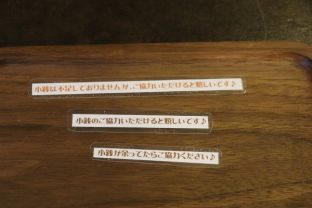 小銭は不足しておりませんが、ご協力いただけると嬉しいです♪
小銭のご協力いただけると嬉しいです♪
小銭が余ってたらご協力ください♪